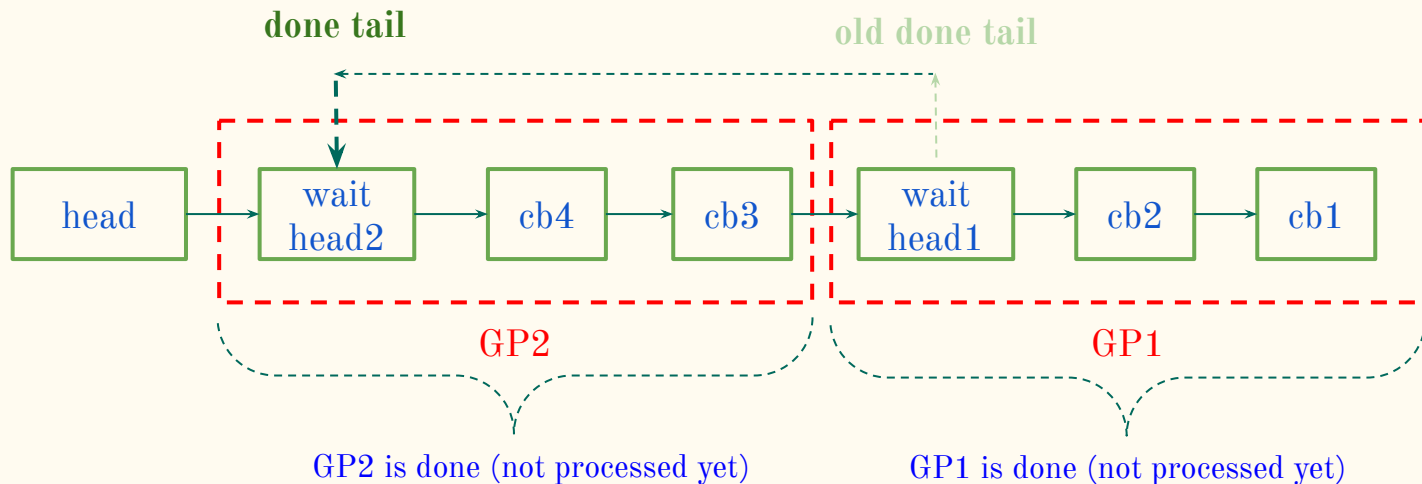 done tail
old done tail
head
wait
head2
cb4
cb3
wait
head1
cb2
cb1
GP2
GP1
GP2 is done (not processed yet)
GP1 is done (not processed yet)